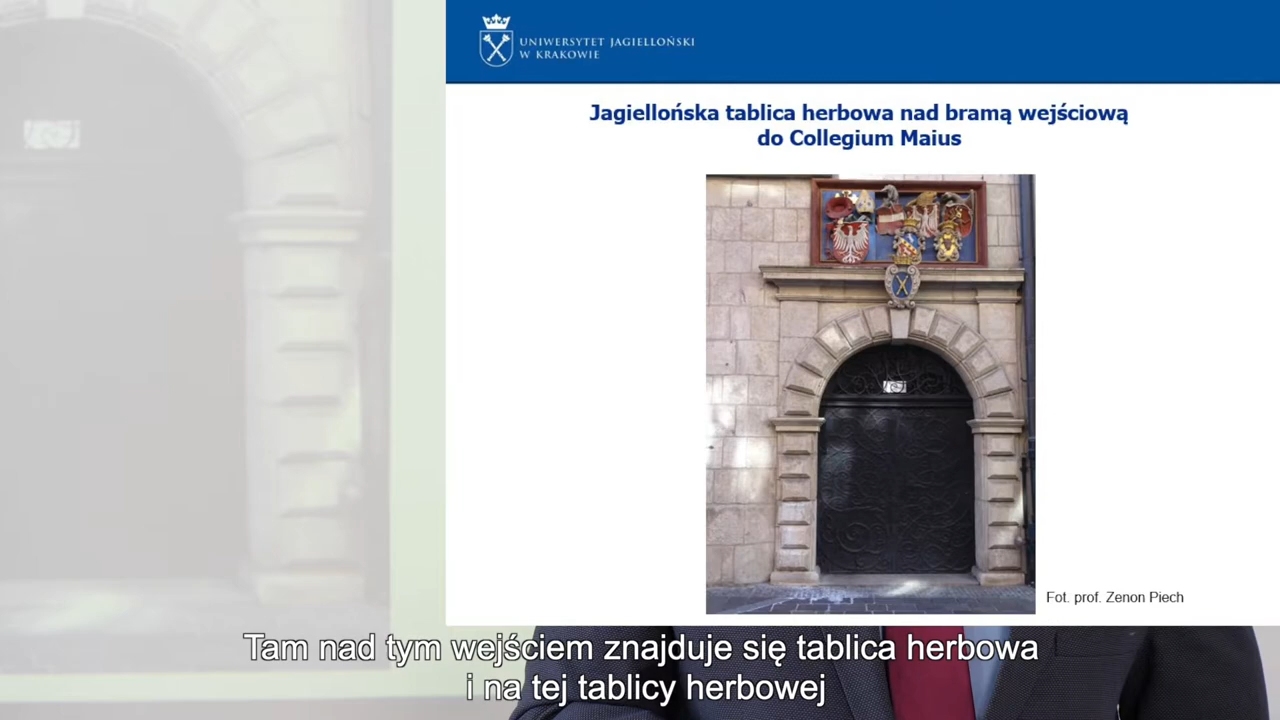 UNIWERSYTET JAGIELLOŃSKI
W KRAKOWIE
Jagiellońska tablica herbowa nad bramą wejściową
do Collegium Maius
Fot. prof. Zenon Piech
Tam nad tym wejściem znajduje się tablica herbowa
i na tej tablicy herbowej